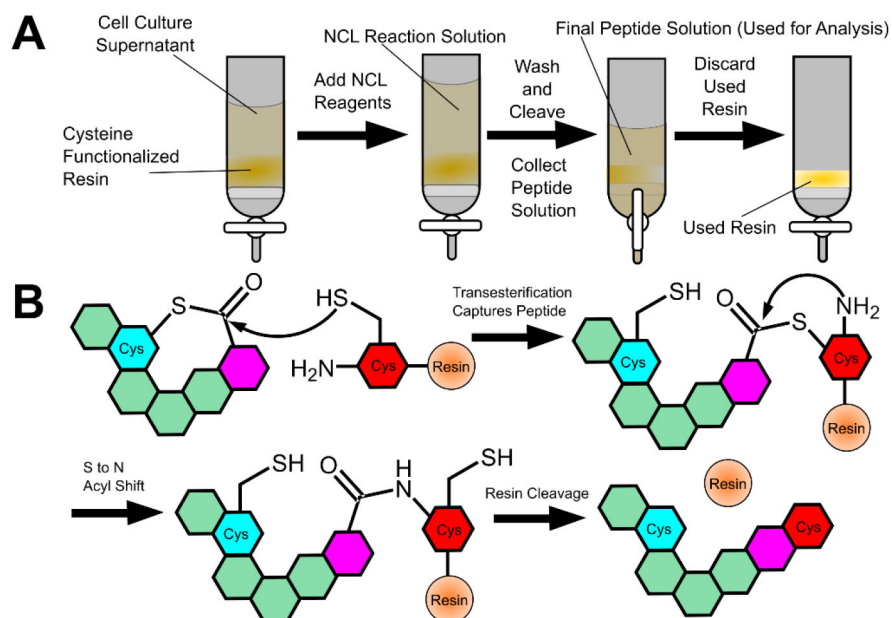 A
Cell Culture
Supernatant
Cysteine
Functionalized
Resin
Add NCL
Reagents
NCL Reaction Solution
Wash
and
Cleave
Collect
Peptide
Solution
Final Peptide Solution (Used for Analysis)
Discard
Used
Resin
Used Resin
B
S
O
Cys
HS
H2N
Cys
Resin
Transesterification
Captures Peptide
SH
Cys
O
S
NH2
Cys
Resin
S to N
Acyl Shift
SH
Cys
O
H
N
SH
Cys
Resin
Resin Cleavage
Resin
Cys
Cys